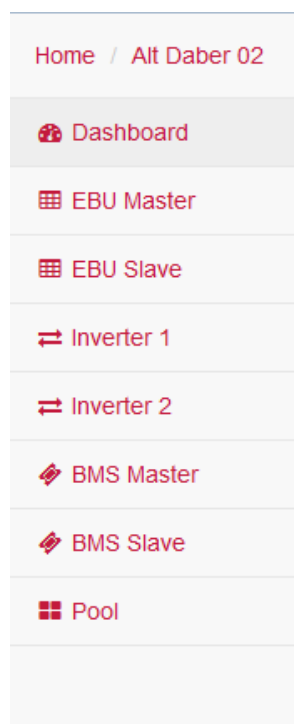 Home / Alt Daber 02
Dashboard
EBU Master
EBU Slave
Inverter 1
Inverter 2
BMS Master
BMS Slave
Pool